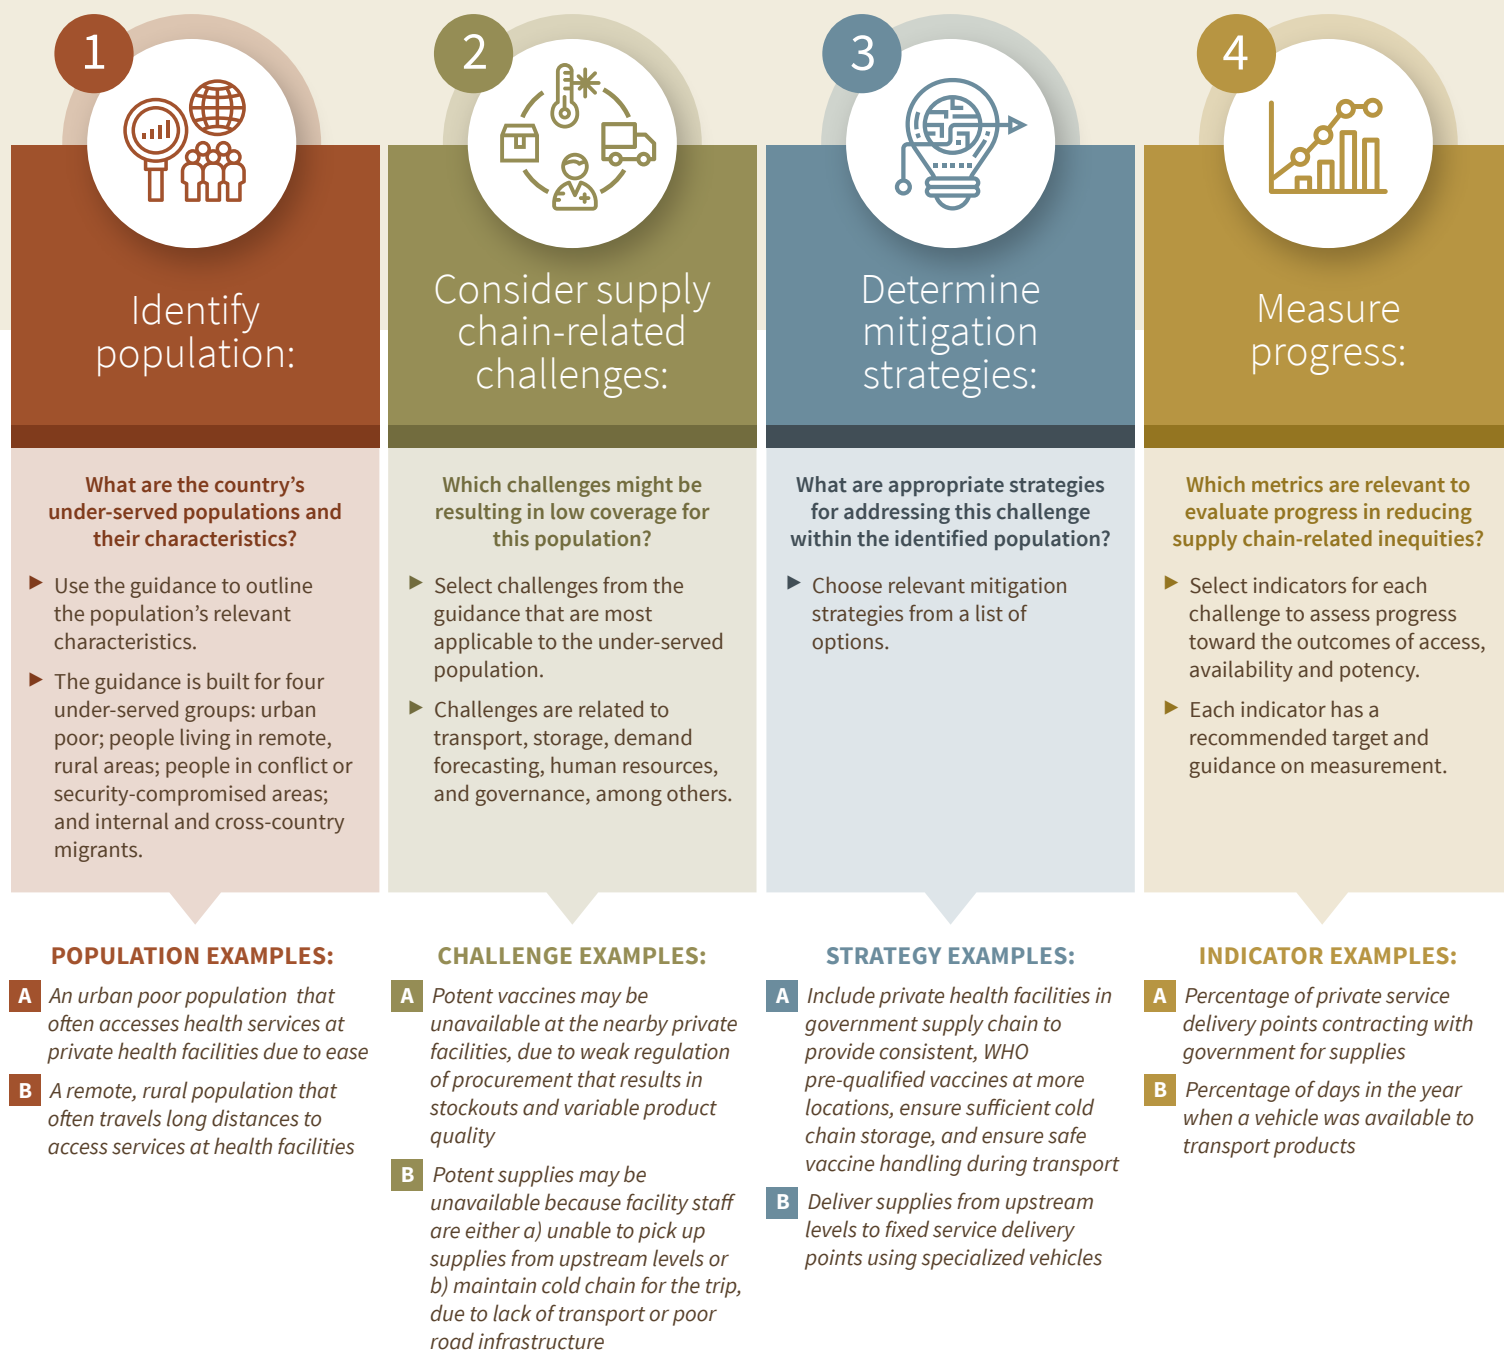 1
Identify
population:
What are the country's
under-served populations and
their characteristics?
► Use the guidance to outline
the population's relevant
characteristics.
► The guidance is built for four
under-served groups: urban
poor; people living in remote,
rural areas; people in conflict or
security-compromised areas;
and internal and cross-country
migrants.
POPULATION EXAMPLES:
A An urban poor population that
often accesses health services at
private health facilities due to ease
B A remote, rural population that
often travels long distances to
access services at health facilities
2
Consider supply
chain-related
challenges:
Which challenges might be
resulting in low coverage for
this population?
► Select challenges from the
guidance that are most
applicable to the under-served
population.
► Challenges are related to
transport, storage, demand
forecasting, human resources,
and governance, among others.
CHALLENGE EXAMPLES:
A Potent vaccines may be
unavailable at the nearby private
facilities, due to weak regulation
of procurement that results in
stockouts and variable product
quality
B Potent supplies may be
unavailable because facility staff
are either a) unable to pick up
supplies from upstream levels or
b) maintain cold chain for the trip,
due to lack of transport or poor
road infrastructure
3
Determine
mitigation
strategies:
What are appropriate strategies
for addressing this challenge
within the identified population?
► Choose relevant mitigation
strategies from a list of
options.
STRATEGY EXAMPLES:
A Include private health facilities in
government supply chain to
provide consistent, WHO
pre-qualified vaccines at more
locations, ensure sufficient cold
chain storage, and ensure safe
vaccine handling during transport
B Deliver supplies from upstream
levels to fixed service delivery
points using specialized vehicles
4
Measure
progress:
Which metrics are relevant to
evaluate progress in reducing
supply chain-related inequities?
► Select indicators for each
challenge to assess progress
toward the outcomes of access,
availability and potency.
► Each indicator has a
recommended target and
guidance on measurement.
INDICATOR EXAMPLES:
A Percentage of private service
delivery points contracting with
government for supplies
B Percentage of days in the year
when a vehicle was available to
transport products